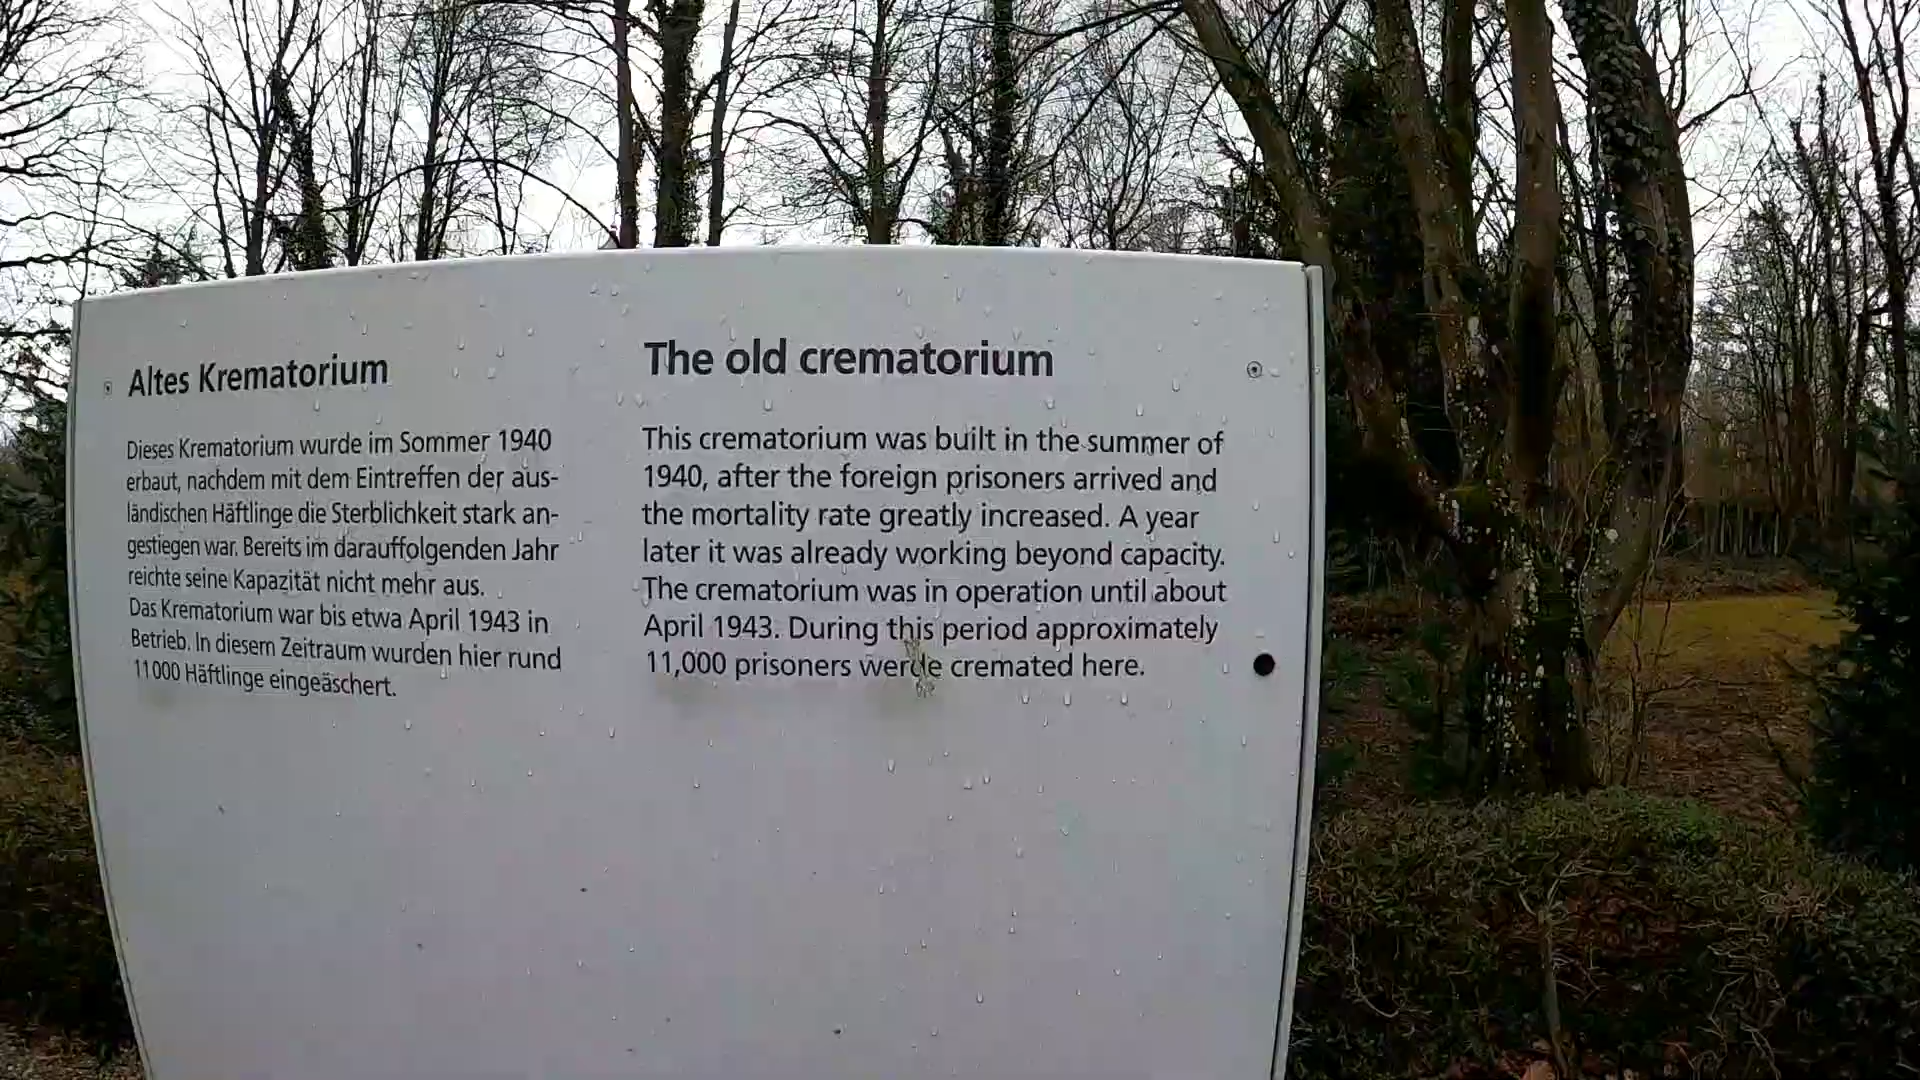 Altes Krematorium
Dieses Krematorium wurde im Sommer 1940
erbaut, nachdem mit dem Eintreffen der aus-
ländischen Häftlinge die Sterblichkeit stark an-
gestiegen war. Bereits im darauffolgenden Jahr
reichte seine Kapazität nicht mehr aus.
Das Krematorium war bis etwa April 1943 in
Betrieb. In diesem Zeitraum wurden hier rund
11000 Häftlinge eingeäschert.
The old crematorium
This crematorium was built in the summer of
1940, after the foreign prisoners arrived and
the mortality rate greatly increased. A year
later it was already working beyond capacity.
The crematorium was in operation until about
April 1943. During this period approximately
11,000 prisoners were cremated here.